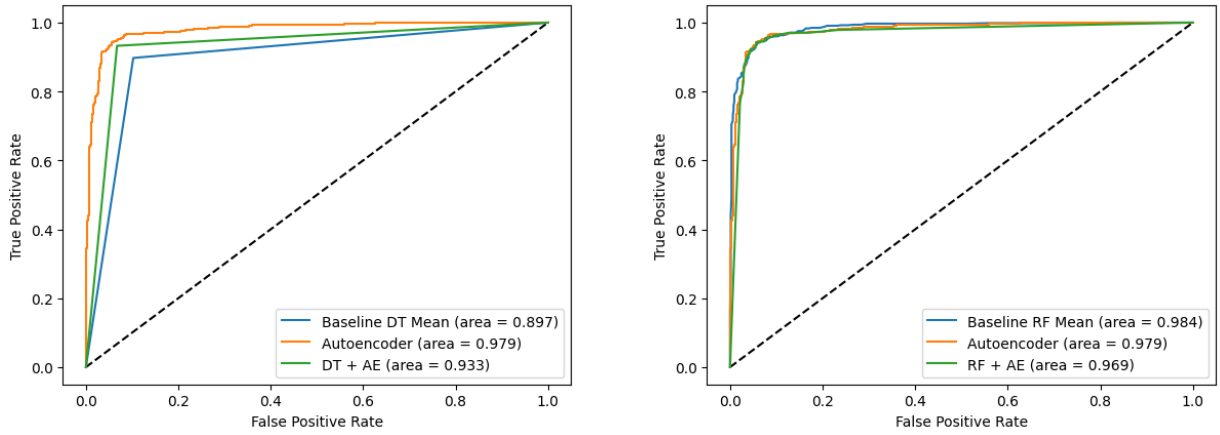 1.0
0.8
0.6
0.4
0.2
0.0
True Positive Rate
Baseline DT Mean (area = 0.897)
Autoencoder (area = 0.979)
DT + AE (area = 0.933)
0.0 0.2 0.4 0.6 0.8 1.0
False Positive Rate
1.0
0.8
0.6
0.4
0.2
0.0
True Positive Rate
Baseline RF Mean (area = 0.984)
Autoencoder (area = 0.979)
RF + AE (area = 0.969)
0.0 0.2 0.4 0.6 0.8 1.0
False Positive Rate